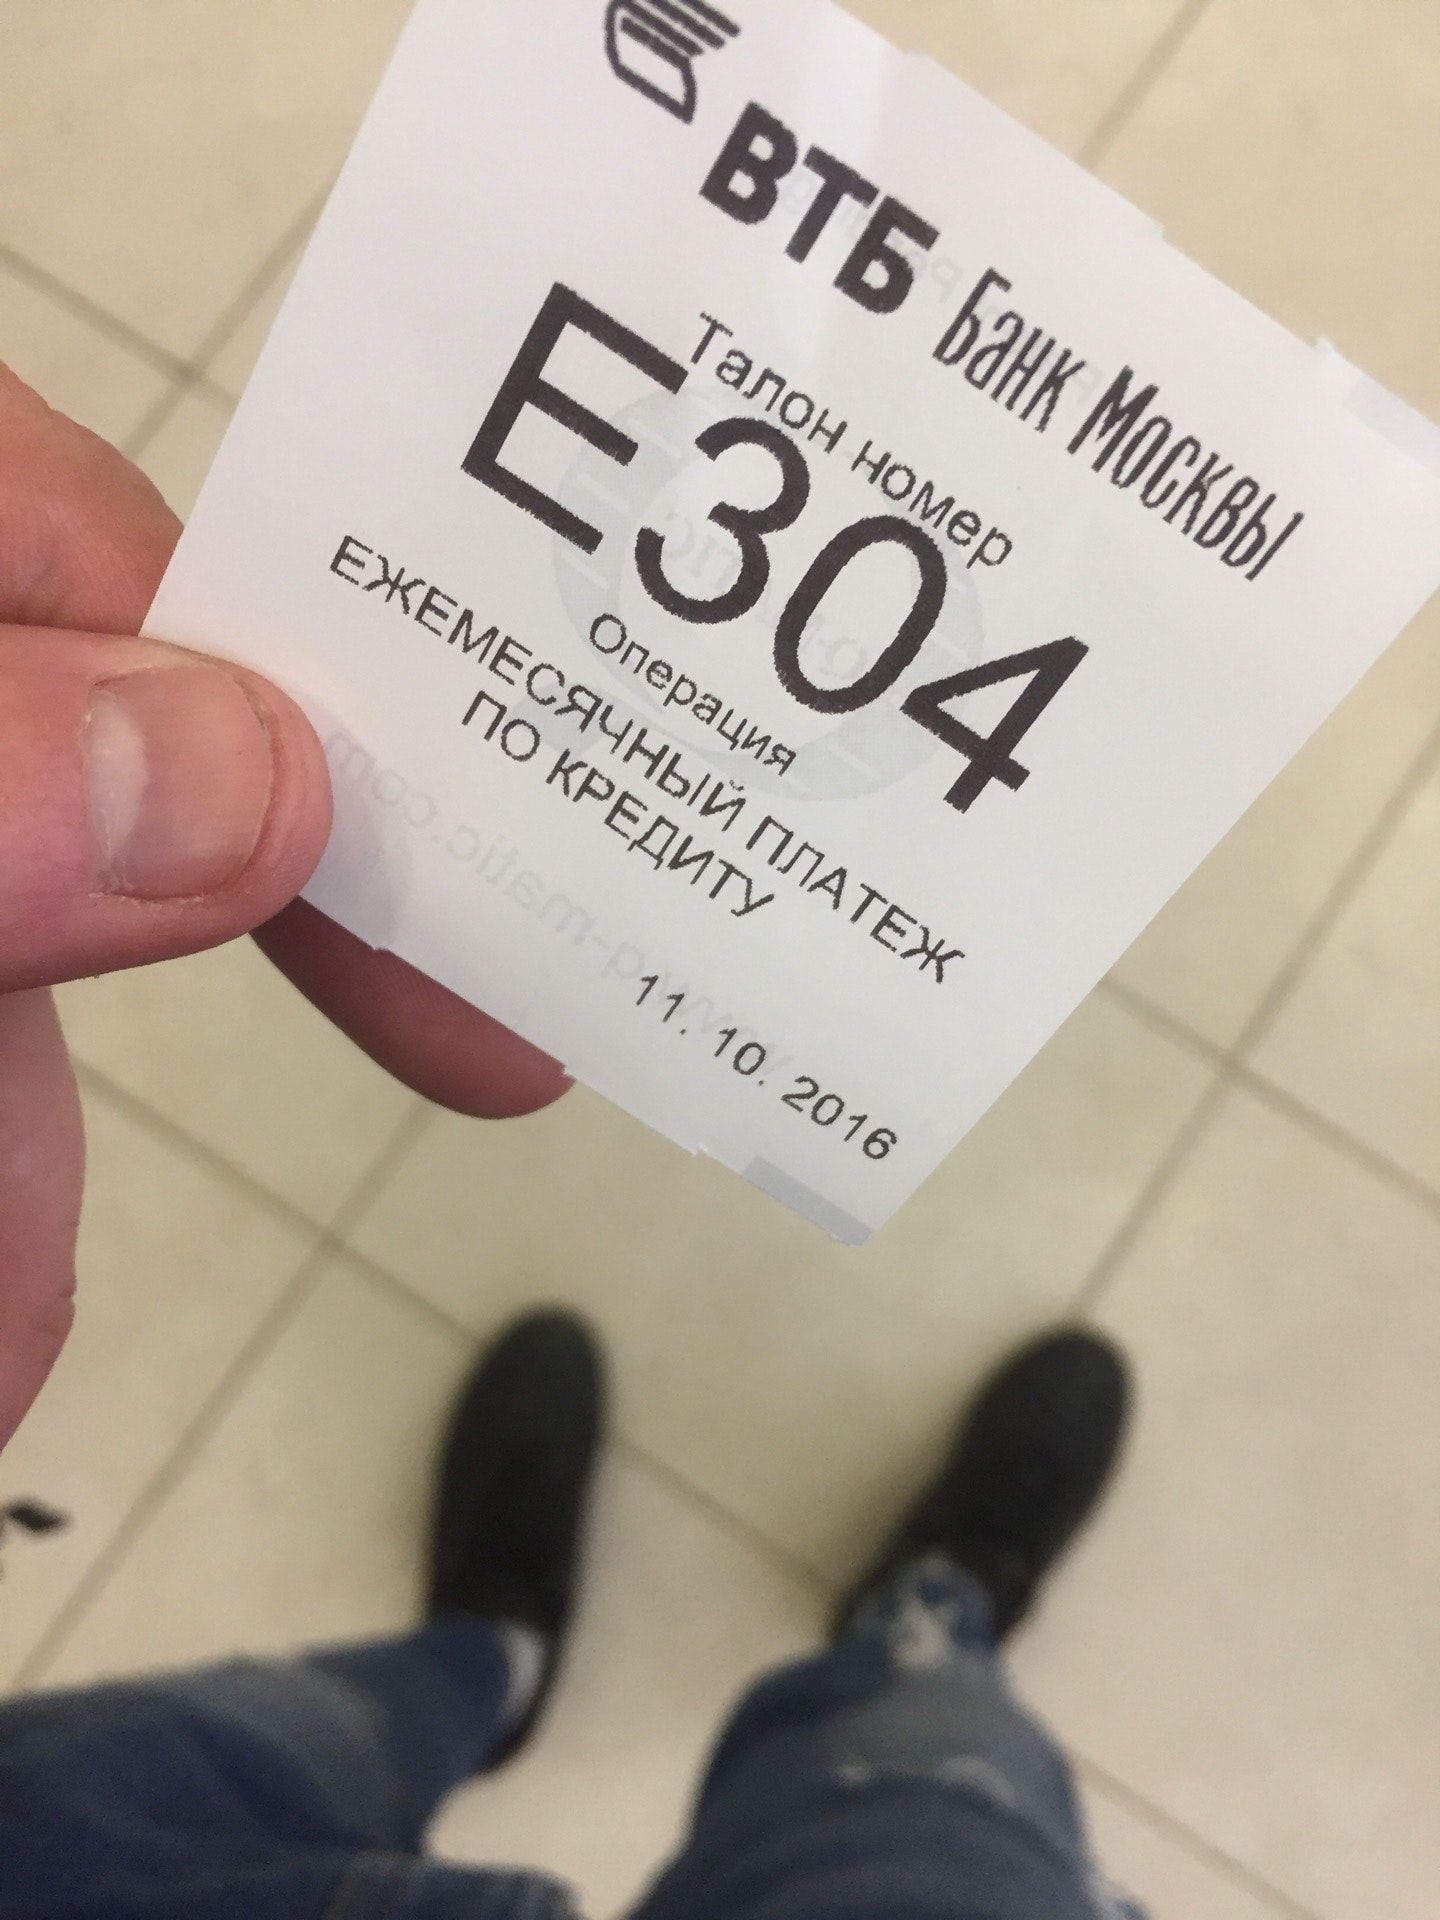 ВТБ Банк Москвы
Талон номер
E304
Операция
ЕЖЕМЕСЯЧНЫЙ ПЛАТЕЖ
ПО КРЕДИТУ
11.10.2016